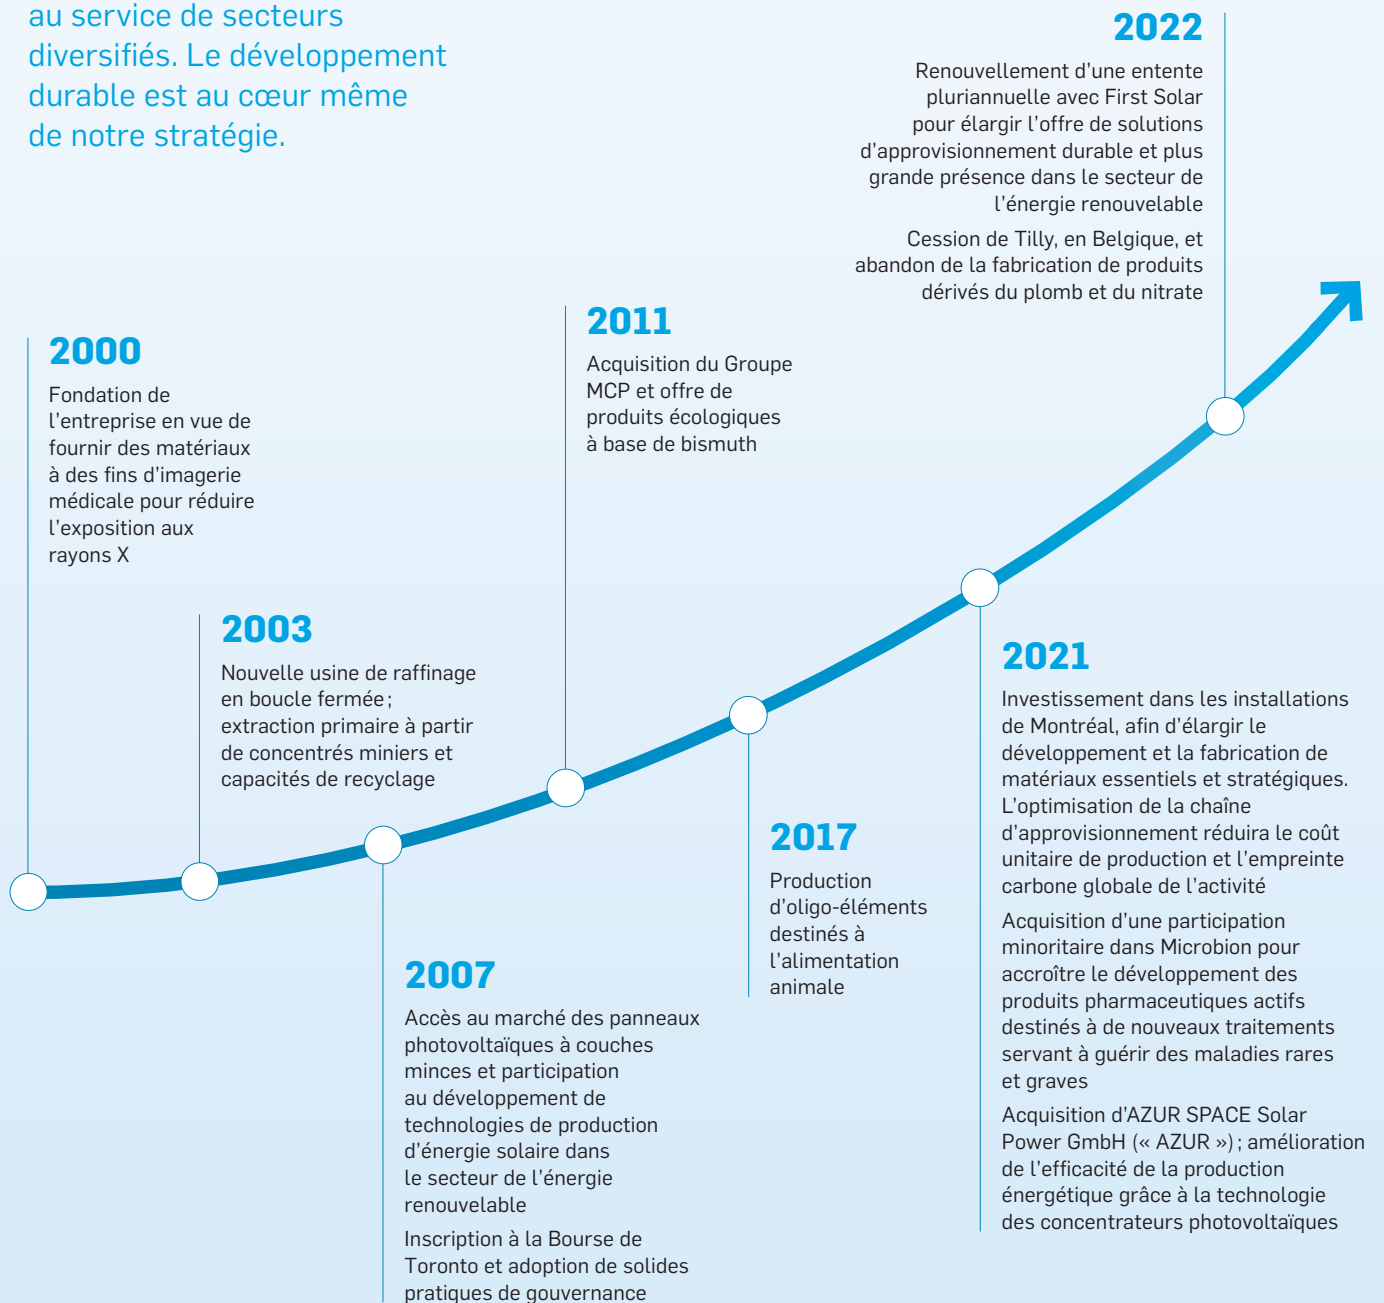 au service de secteurs
diversifiés. Le développement
durable est au cœur même
de notre stratégie.
2000
Fondation de
l'entreprise en vue de
fournir des matériaux
à des fins d'imagerie
médicale pour réduire
l'exposition aux
rayons X
2003
Nouvelle usine de raffinage
en boucle fermée ;
extraction primaire à partir
de concentrés miniers et
capacités de recyclage
2007
Accès au marché des panneaux
photovoltaïques à couches
minces et participation
au développement de
technologies de production
d'énergie solaire dans
le secteur de l'énergie
renouvelable
Inscription à la Bourse de
Toronto et adoption de solides
pratiques de gouvernance
2011
Acquisition du Groupe
MCP et offre de
produits écologiques
à base de bismuth
2017
Production
d'oligo-éléments
destinés à
l'alimentation
animale
2021
Investissement dans les installations
de Montréal, afin d'élargir le
développement et la fabrication de
matériaux essentiels et stratégiques.
L'optimisation de la chaîne
d'approvisionnement réduira le coût
unitaire de production et l'empreinte
carbone globale de l'activité
Acquisition d'une participation
minoritaire dans Microbion pour
accroître le développement des
produits pharmaceutiques actifs
destinés à de nouveaux traitements
servant à guérir des maladies rares
et graves
Acquisition d'AZUR SPACE Solar
Power GmbH (« AZUR ») ; amélioration
de l'efficacité de la production
énergétique grâce à la technologie
des concentrateurs photovoltaïques
2022
Renouvellement d'une entente
pluriannuelle avec First Solar
pour élargir l'offre de solutions
d'approvisionnement durable et plus
grande présence dans le secteur de
l'énergie renouvelable
Cession de Tilly, en Belgique, et
abandon de la fabrication de produits
dérivés du plomb et du nitrate